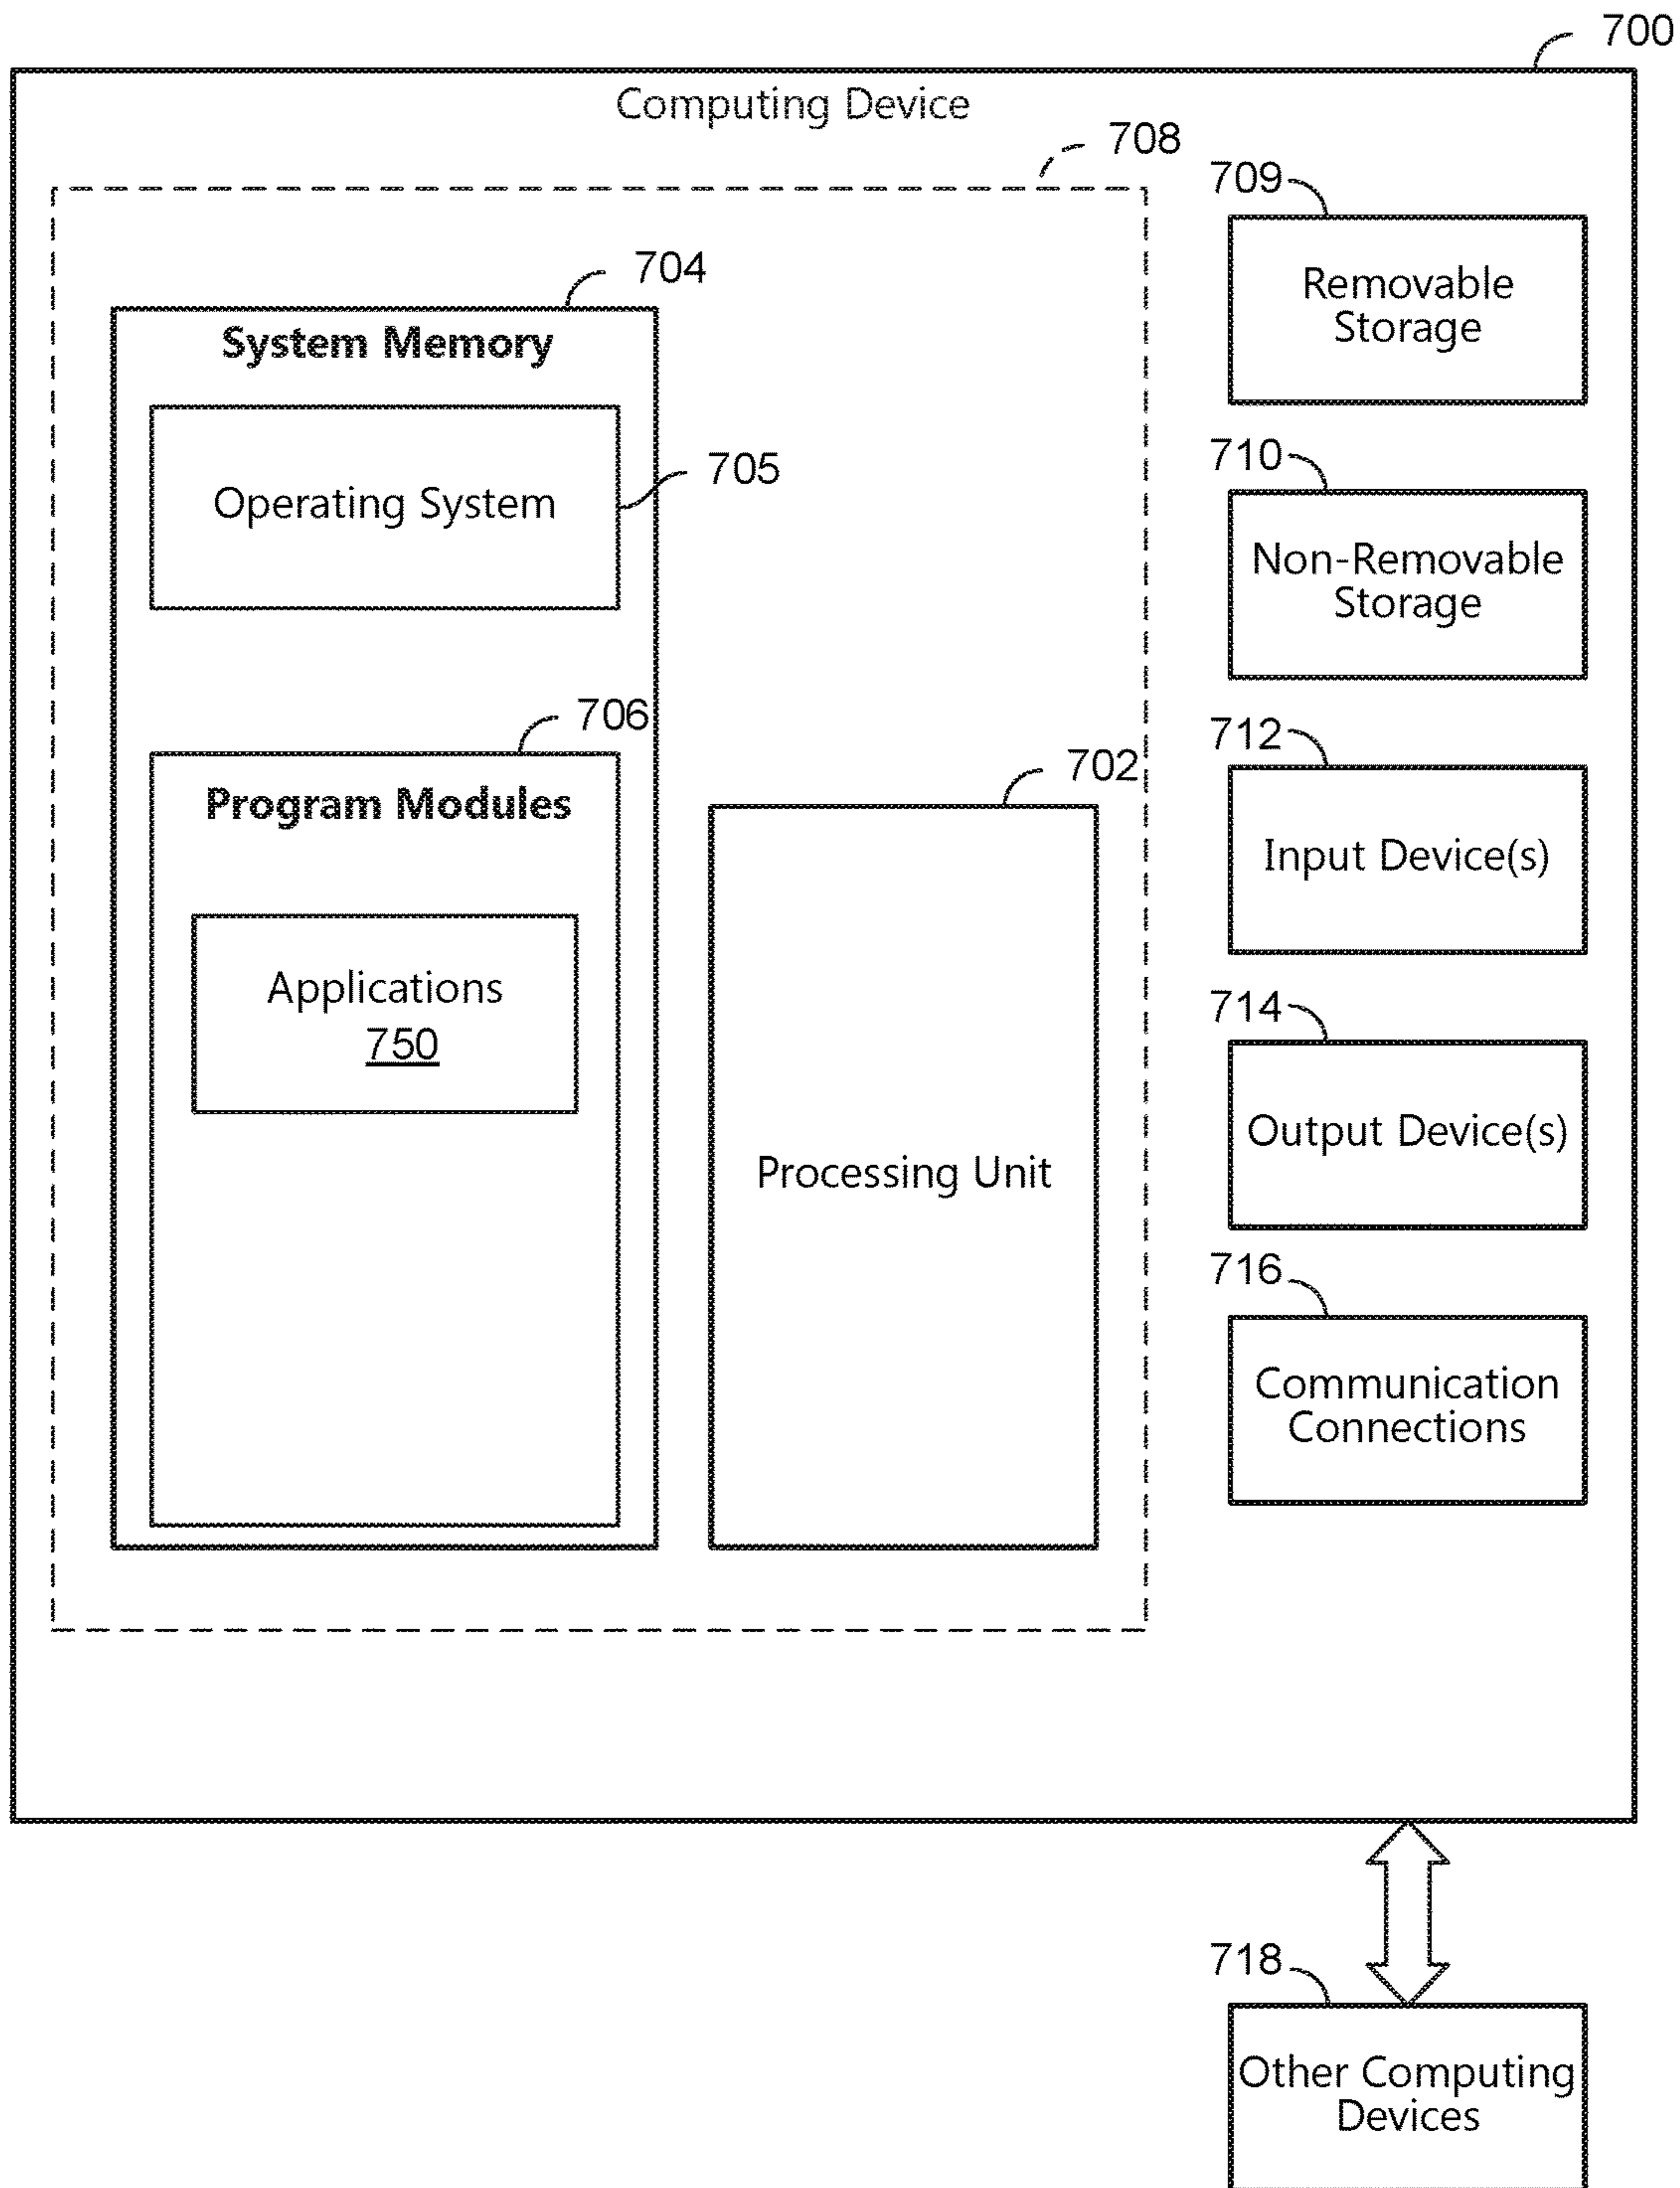 700
Computing Device
708
709
Removable
Storage
704
System Memory
Operating System
705
710
Non-Removable
Storage
706
Program Modules
Applications
750
702
Processing Unit
712
Input Device(s)
714
Output Device(s)
716
Communication
Connections
718
Other Computing
Devices